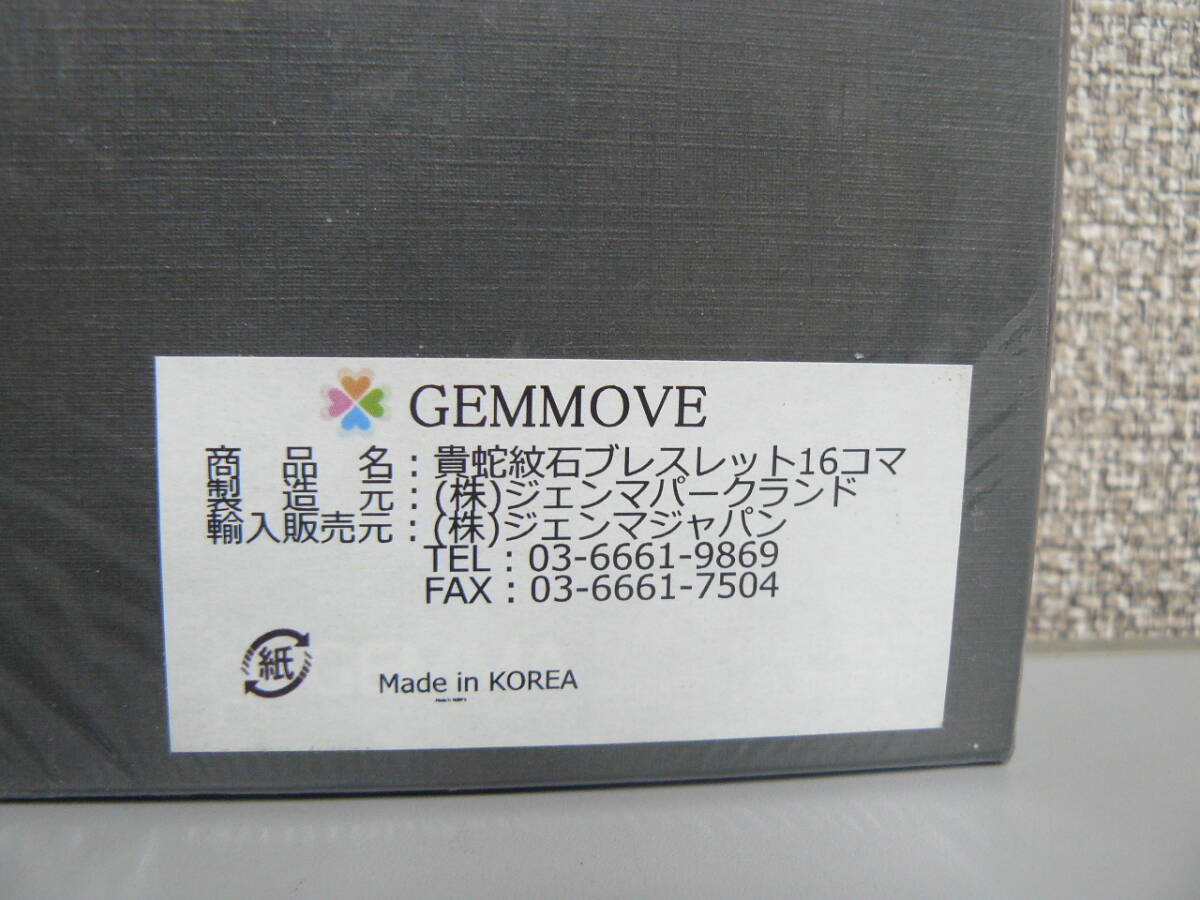 GEMMOVE
商品名：貴蛇紋石ブレスレット16コマ
製造元：(株)ジェンマパークランド
輸入販売元：(株)ジェンマジャパン
TEL：03-6661-9869
FAX：03-6661-7504
紙
Made in KOREA